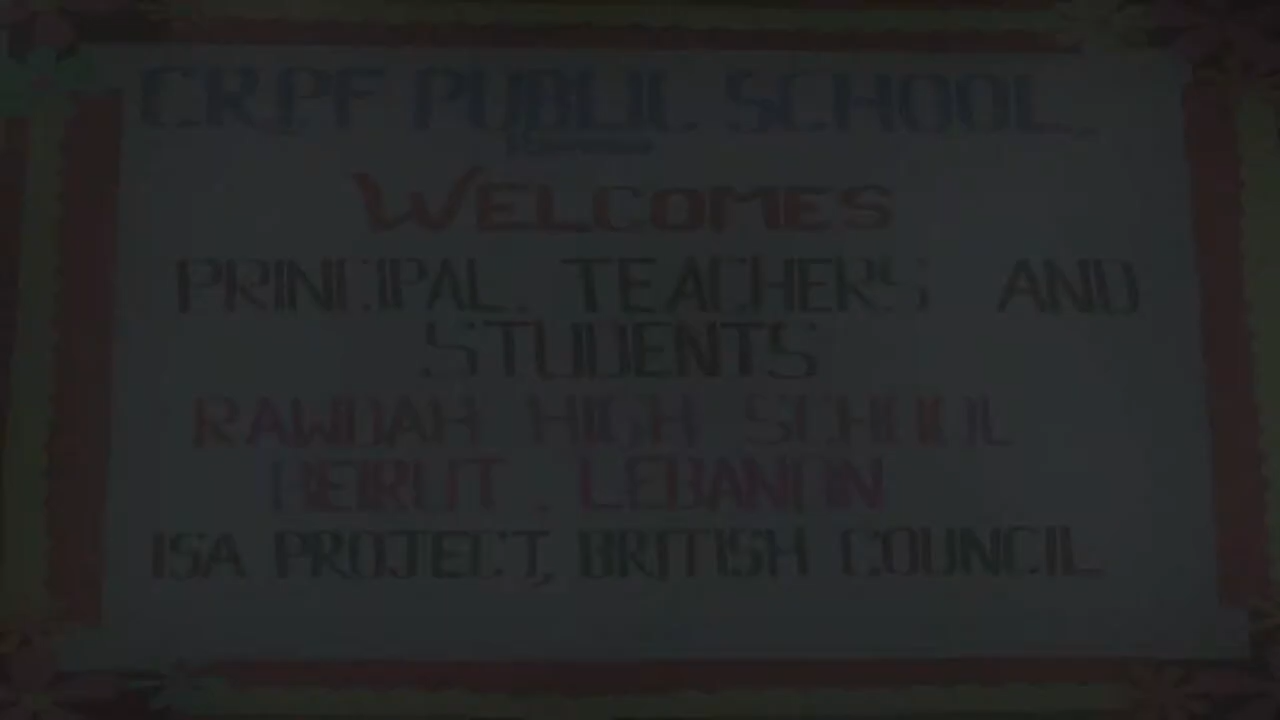 CRPF PUBLIC SCHOOL
WELCOMES
PRINCIPAL, TEACHERS AND
STUDENTS
RAWDAH HIGH SCHOOL
BEIRUT, LEBANON
ISA PROJECT, BRITISH COUNCIL